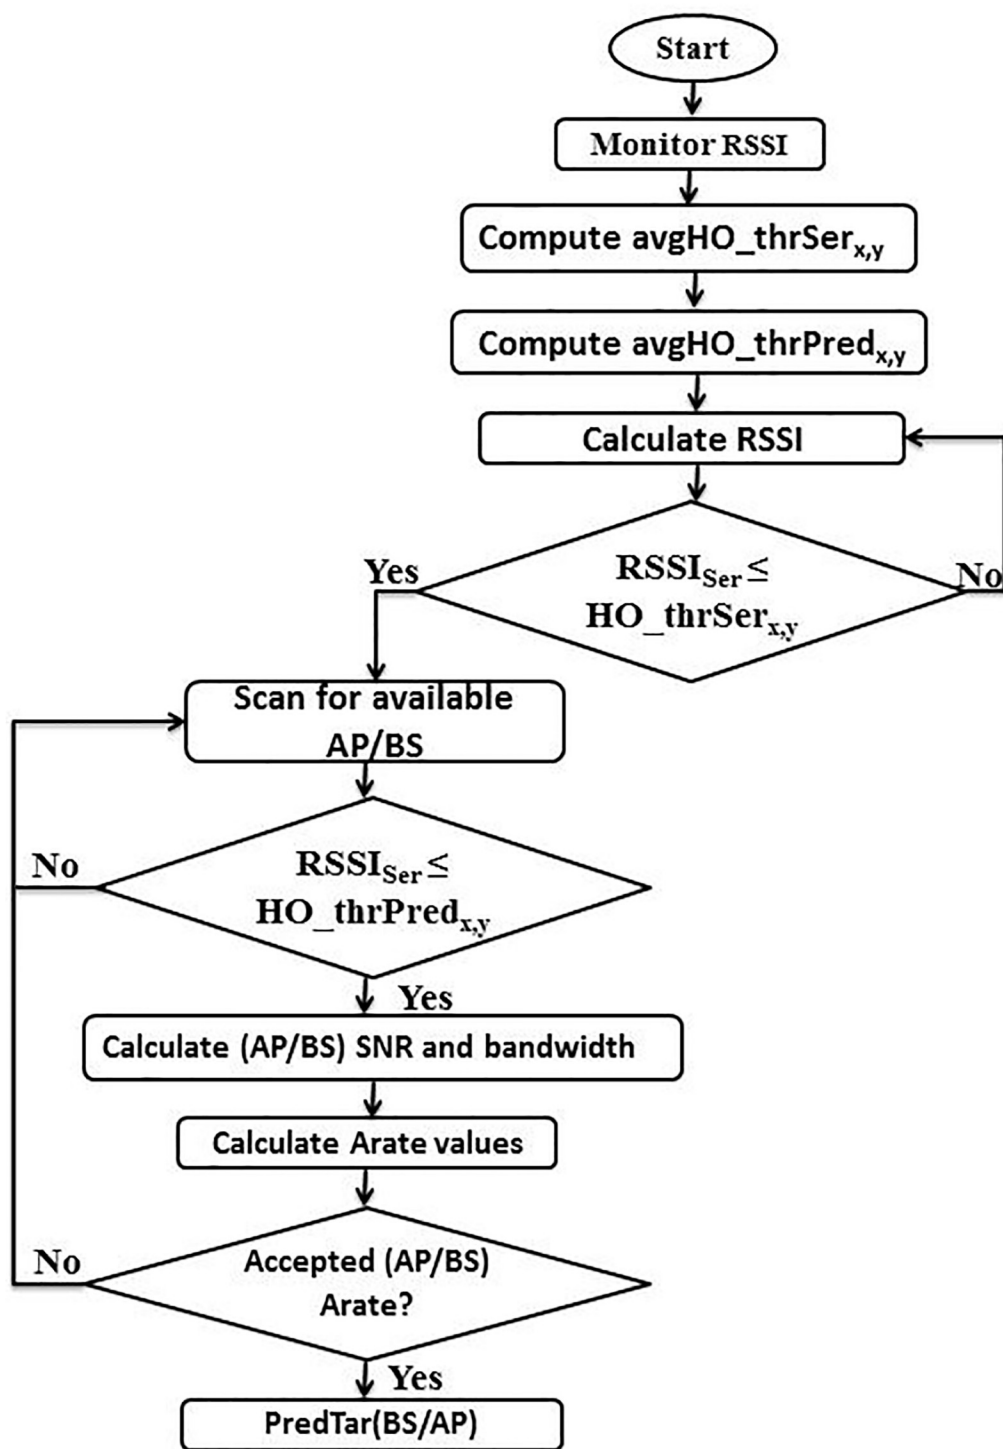 Start
Monitor RSSI
Compute avgHO_thrSerx,y
Compute avgHO_thrPredx,y
Calculate RSSI
RSSISer ≤
HO_thrSerx,y
Yes
No
Scan for available
AP/BS
RSSISer ≤
HO_thrPredx,y
No
Yes
Calculate (AP/BS) SNR and bandwidth
Calculate Arate values
Accepted (AP/BS)
Arate?
No
Yes
PredTar(BS/AP)